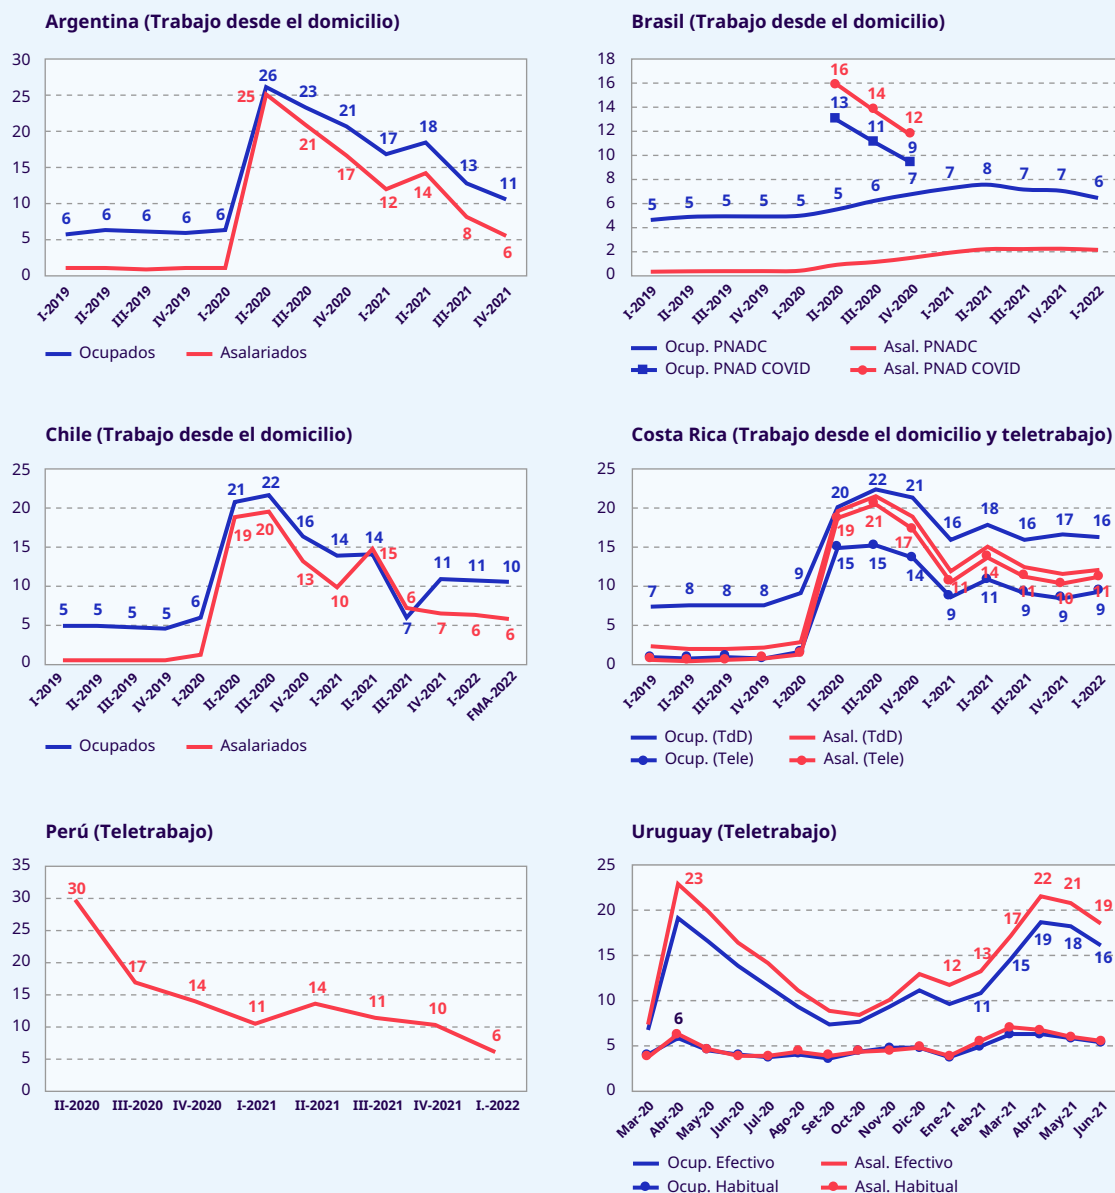 Argentina (Trabajo desde el domicilio)
30
25
20
15
10
5
0
6 6 6 6 6 26 23 21 17 18 13 11
25 21 17 12 14 8 6
I-2019 II-2019 III-2019 IV-2019 I-2020 II-2020 III-2020 IV-2020 I-2021 II-2021 III-2021 IV-2021
Ocupados Asalariados
Brasil (Trabajo desde el domicilio)
18
16
14
12
10
8
6
4
2
0
16 14 12
13 11 9
5 5 5 5 5 5 6 7 7 8 7 7 6
I-2019 II-2019 III-2019 IV-2019 I-2020 II-2020 III-2020 IV-2020 I-2021 II-2021 III-2021 IV-2021 I-2022
Ocup. PNADC Asal. PNADC
Ocup. PNAD COVID Asal. PNAD COVID
Chile (Trabajo desde el domicilio)
25
20
15
10
5
0
5 5 5 5 6 21 22 16 14 14 7 11 11 10
19 20 13 10 15 6 7 6 6
I-2019 II-2019 III-2019 IV-2019 I-2020 II-2020 III-2020 IV-2020 I-2021 II-2021 III-2021 IV-2021 I-2022 FMA-2022
Ocupados Asalariados
Costa Rica (Trabajo desde el domicilio y teletrabajo)
25
20
15
10
5
0
7 8 8 8 9 20 22 21 16 18 16 17 16
19 21 17 11 14 11 10 11
15 15 14 9 11 9 9 9
I-2019 II-2019 III-2019 IV-2019 I-2020 II-2020 III-2020 IV-2020 I-2021 II-2021 III-2021 IV-2021 I-2022
Ocup. (TdD) Asal. (TdD)
Ocup. (Tele) Asal. (Tele)
Perú (Teletrabajo)
35
30
25
20
15
10
5
0
30 17 14 11 14 11 10 6
II-2020 III-2020 IV-2020 I-2021 II-2021 III-2021 IV-2021 I.-2022
Uruguay (Teletrabajo)
25
20
15
10
5
0
23 12 13 17 22 21 19
11 15 19 18 16
6
Mar-20 Abr-20 May-20 Jun-20 Jul-20 Ago-20 Set-20 Oct-20 Nov-20 Dic-20 Ene-21 Feb-21 Mar-21 Abr-21 May-21 Jun-21
Ocup. Efectivo Asal. Efectivo
Ocup. Habitual Asal. Habitual